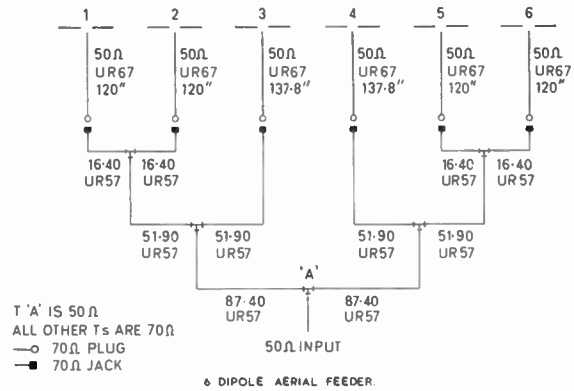 1 2 3 4 5 6
50Ω 50Ω 50Ω 50Ω 50Ω 50Ω
UR67 UR67 UR67 UR67 UR67 UR67
120" 120" 137·8" 137·8" 120" 120"
16·40 16·40 16·40 16·40
UR57 UR57 UR57 UR57
51·90 51·90 51·90 51·90
UR57 UR57 UR57 UR57
'A'
87·40 87·40
UR57 UR57
T 'A' IS 50Ω
ALL OTHER Ts ARE 70Ω
70Ω PLUG
70Ω JACK
50Ω INPUT
6 DIPOLE AERIAL FEEDER.